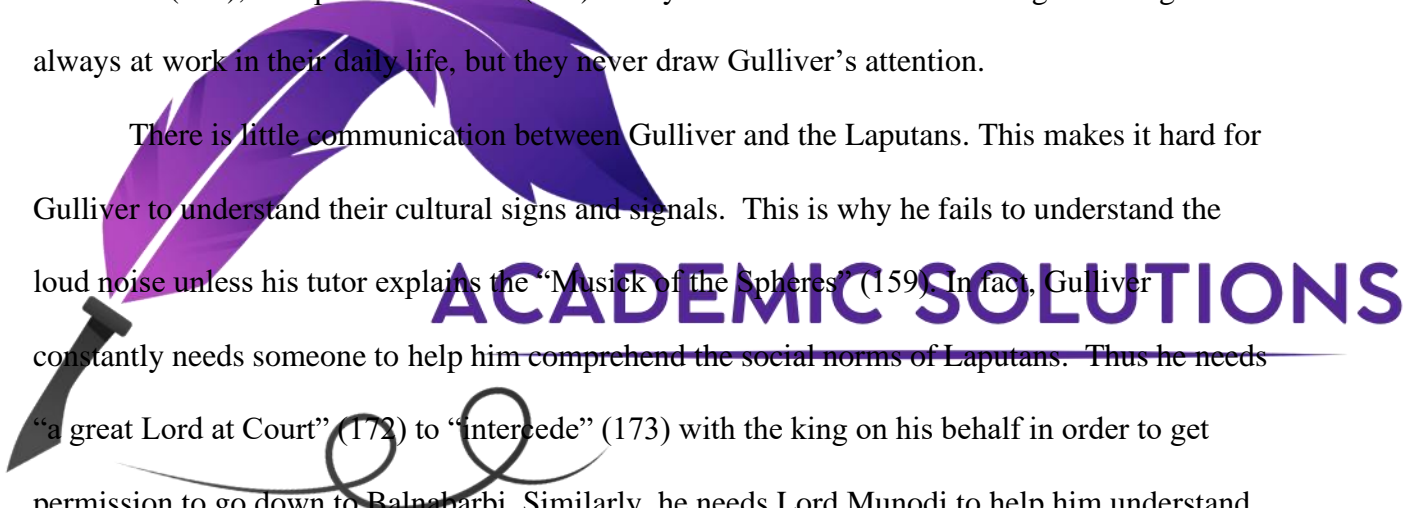 always at work in their daily life, but they never draw Gulliver’s attention.
There is little communication between Gulliver and the Laputans. This makes it hard for
Gulliver to understand their cultural signs and signals.  This is why he fails to understand the
loud noise unless his tutor explains the “Musick of the Spheres” (159). In fact, Gulliver
ACADEMIC SOLUTIONS
constantly needs someone to help him comprehend the social norms of Laputans.  Thus he needs
“a great Lord at Court” (172) to “intercede” (173) with the king on his behalf in order to get
permission to go down to Balnabarbi. Similarly, he needs Lord Munodi to help him understand